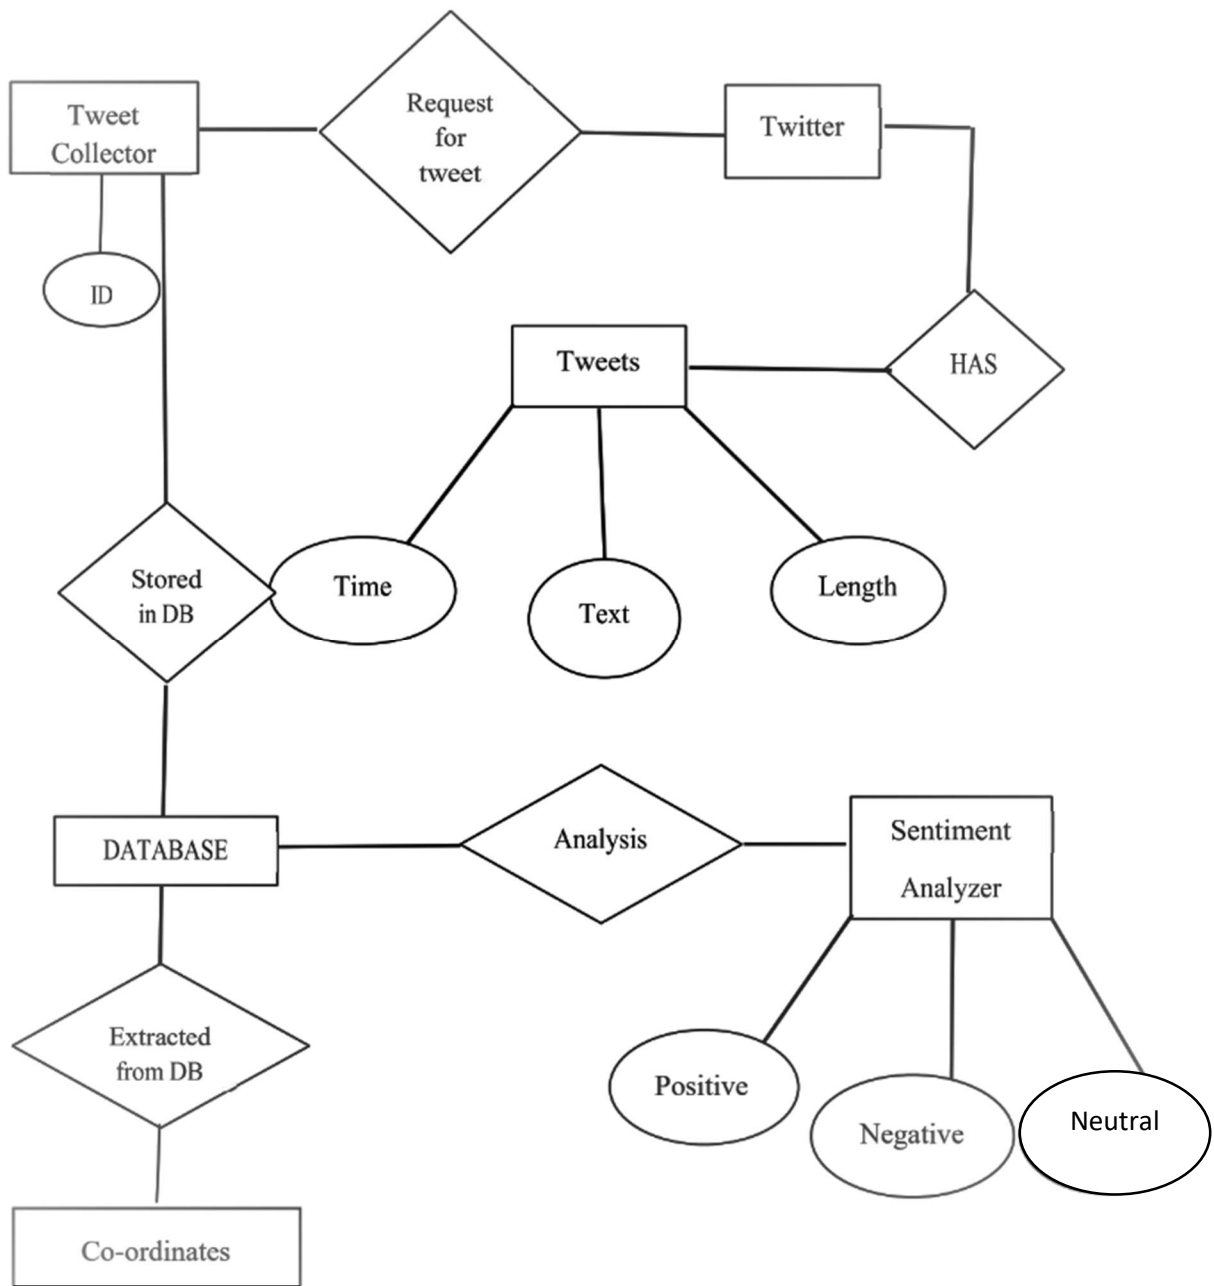 Tweet
Collector
Request
for
tweet
Twitter
ID
Tweets
HAS
Stored
in DB
Time
Text
Length
DATABASE
Analysis
Sentiment
Analyzer
Extracted
from DB
Positive
Negative
Neutral
Co-ordinates